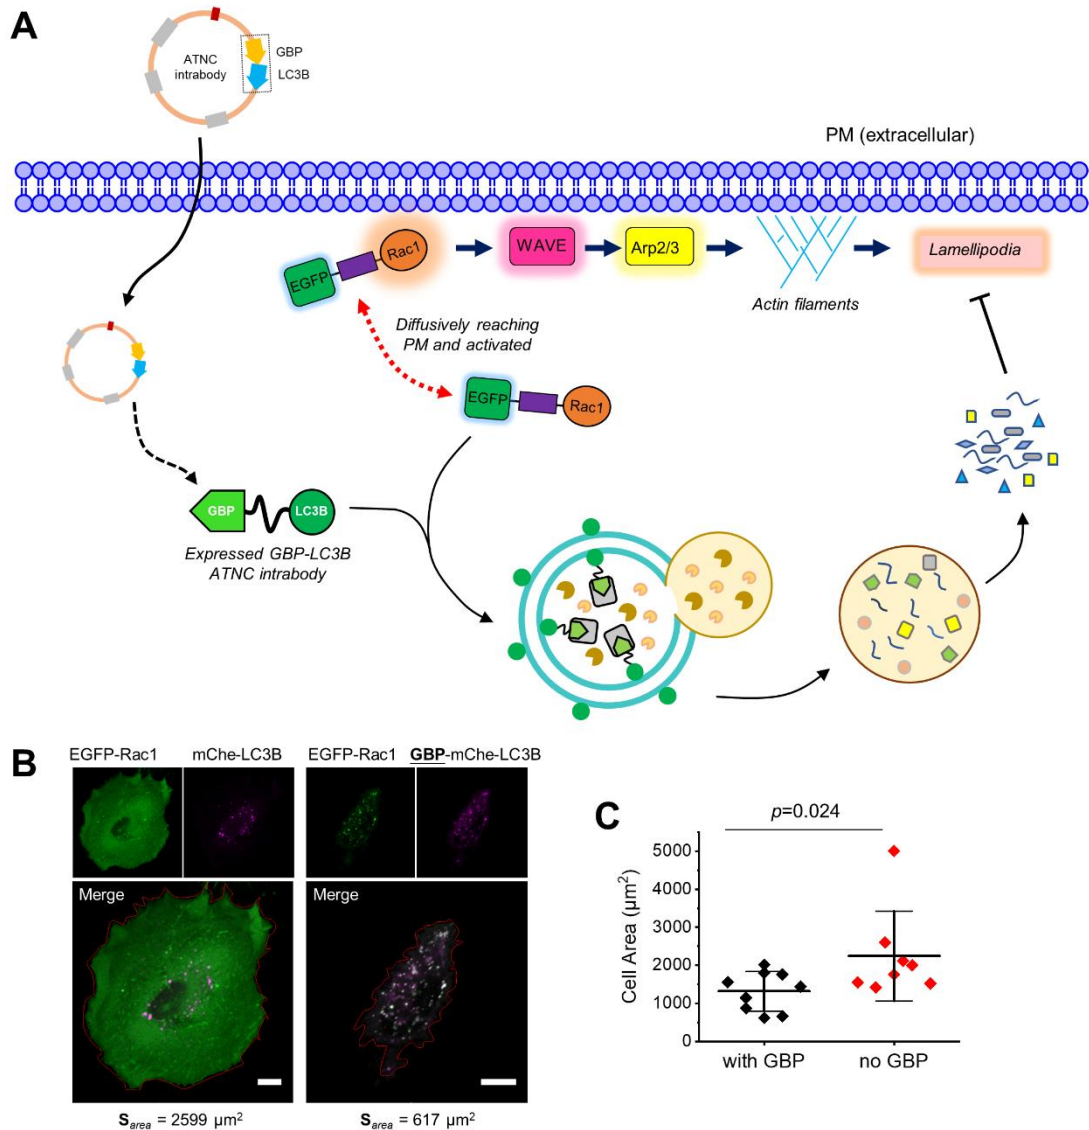 A
ATNC
intrabody
GBP
LC3B
PM (extracellular)
EGFP
Rac1
WAVE
Arp2/3
Lamellipodia
Actin filaments
Diffusively reaching
PM and activated
EGFP
Rac1
GBP
LC3B
Expressed GBP-LC3B
ATNC intrabody
B
EGFP-Rac1
mChe-LC3B
EGFP-Rac1
GBP-mChe-LC3B
Merge
Merge
Sarea = 2599 µm²
Sarea = 617 µm²
C
p=0.024
Cell Area (µm²)
5000
4000
3000
2000
1000
0
with GBP
no GBP